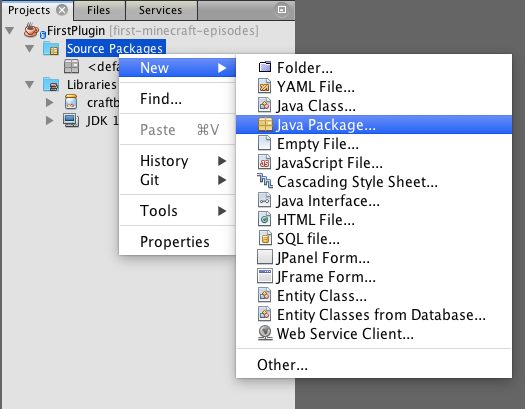 Projects
Files
Services
FirstPlugin [first-minecraft-episodes]
Source Packages
<defa
Libraries
craftb
JDK 1
New
Find...
Paste ⌘V
History
Git
Tools
Properties
Folder...
YAML File...
Java Class...
Java Package...
Empty File...
JavaScript File...
Cascading Style Sheet...
Java Interface...
HTML File...
SQL file...
JPanel Form...
JFrame Form...
Entity Class...
Entity Classes from Database...
Web Service Client...
Other...